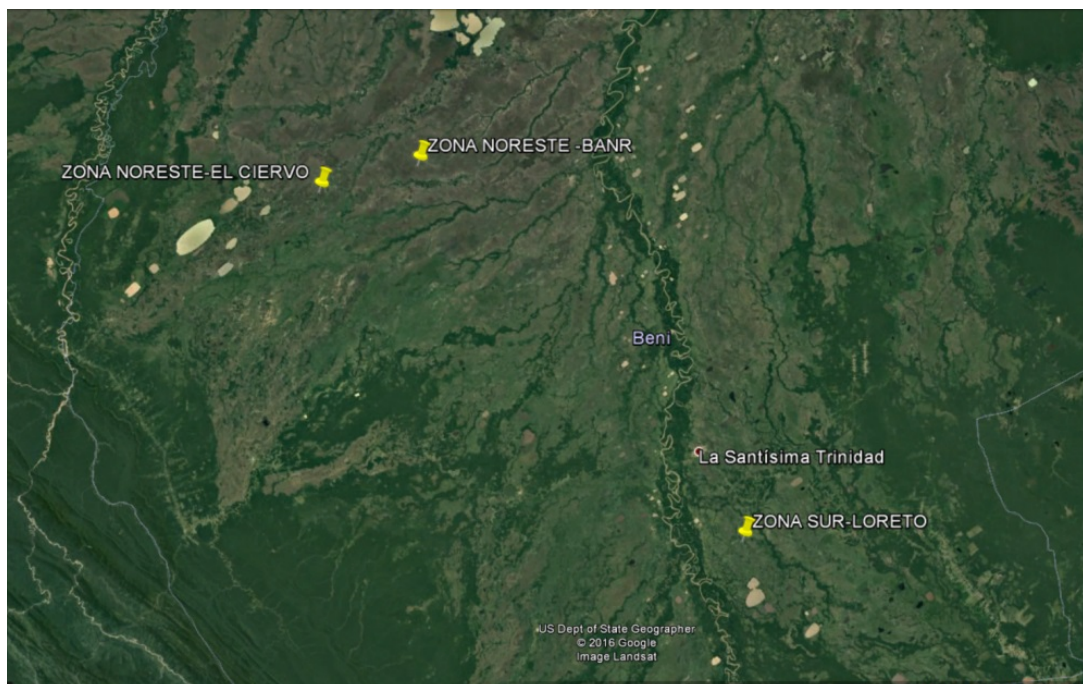 ZONA NORESTE -BANR
ZONA NORESTE-EL CIERVO
Beni
La Santísima Trinidad
ZONA SUR-LORETO
US Dept of State Geographer
© 2016 Google
Image Landsat